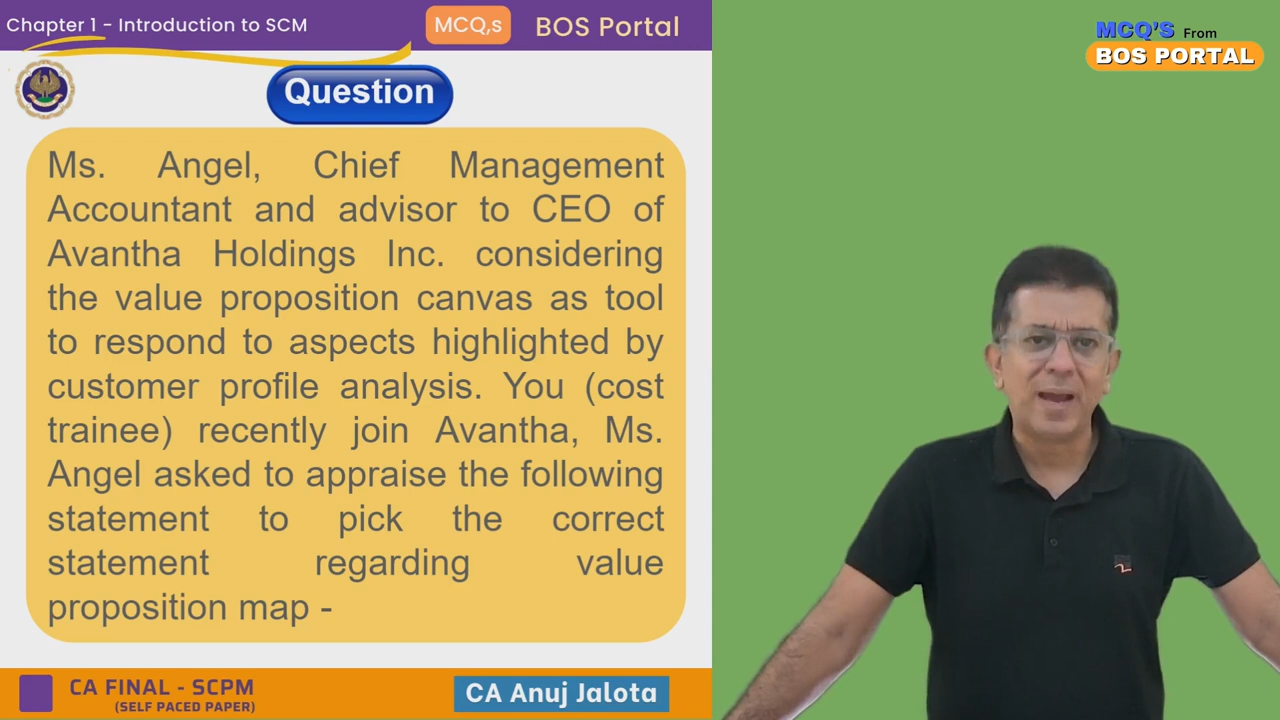 Chapter 1 - Introduction to SCM
MCQ,s
BOS Portal
MCQ'S From
BOS PORTAL
Question
Ms. Angel, Chief Management
Accountant and advisor to CEO of
Avantha Holdings Inc. considering
the value proposition canvas as tool
to respond to aspects highlighted by
customer profile analysis. You (cost
trainee) recently join Avantha, Ms.
Angel asked to appraise the following
statement to pick the correct
statement regarding value
proposition map -
CA FINAL - SCPM
(SELF PACED PAPER)
CA Anuj Jalota